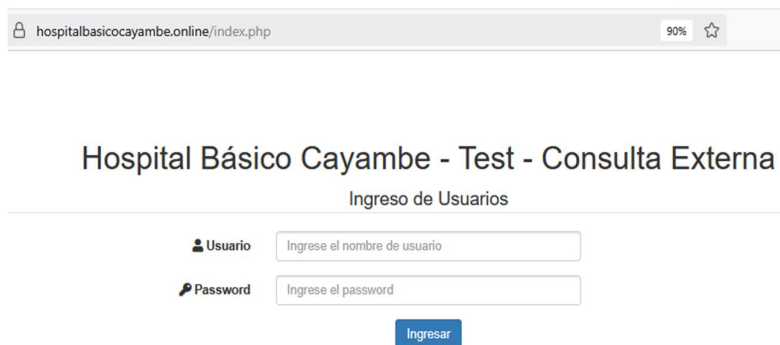 hospitalbasicocayambe.online/index.php 90%
Hospital Básico Cayambe - Test - Consulta Externa
Ingreso de Usuarios
Usuario Ingrese el nombre de usuario
Password Ingrese el password
Ingresar